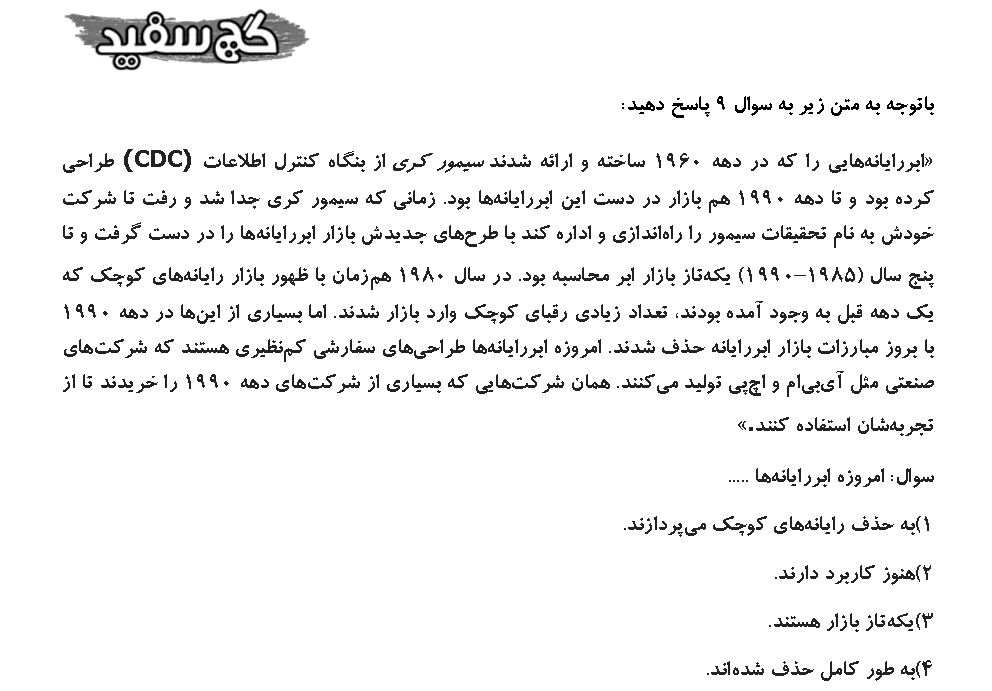 گچ سفید
باتوجه به متن زیر به سوال ۹ پاسخ دهید:
«ابررایانه‌هایی را که در دهه ۱۹۶۰ ساخته و ارائه شدند سیمور کری از بنگاه کنترل اطلاعات (CDC) طراحی
کرده بود و تا دهه ۱۹۹۰ هم بازار در دست این ابررایانه‌ها بود. زمانی که سیمور کری جدا شد و رفت تا شرکت
خودش به نام تحقیقات سیمور را راه‌اندازی و اداره کند با طرح‌های جدیدش بازار ابررایانه‌ها را در دست گرفت و تا
پنج سال (۱۹۸۵–۱۹۹۰) یکه‌تاز بازار ابر محاسبه بود. در سال ۱۹۸۰ هم‌زمان با ظهور بازار رایانه‌های کوچک که
یک دهه قبل به وجود آمده بودند، تعداد زیادی رقبای کوچک وارد بازار شدند. اما بسیاری از این‌ها در دهه ۱۹۹۰
با بروز مبارزات بازار ابررایانه حذف شدند. امروزه ابررایانه‌ها طراحی‌های سفارشی کم‌نظیری هستند که شرکت‌های
صنعتی مثل آی‌بی‌ام و اچ‌پی تولید می‌کنند. همان شرکت‌هایی که بسیاری از شرکت‌های دهه ۱۹۹۰ را خریدند تا از
تجربه‌شان استفاده کنند.»
سوال: امروزه ابررایانه‌ها .....
۱)به حذف رایانه‌های کوچک می‌پردازند.
۲)هنوز کاربرد دارند.
۳)یکه‌تاز بازار هستند.
۴)به طور کامل حذف شده‌اند.